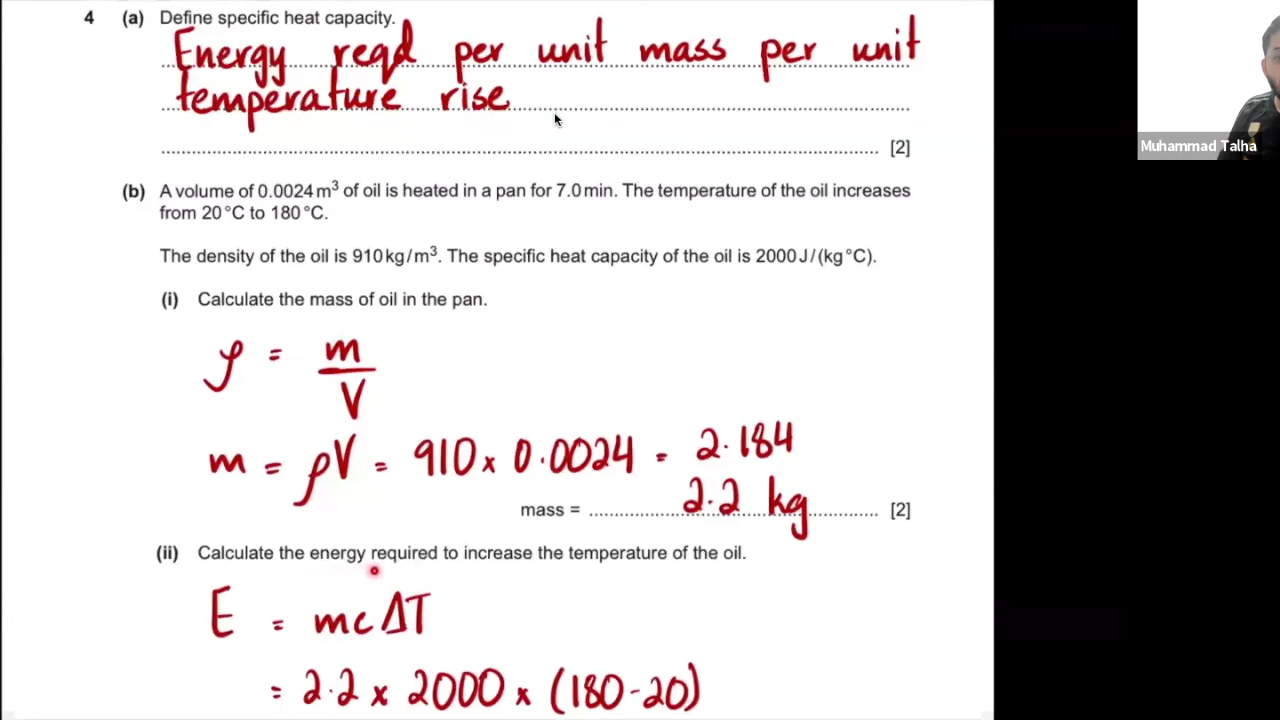 4 (a) Define specific heat capacity.
Energy reqd per unit mass per unit
temperature rise
[2]
(b) A volume of 0.0024 m³ of oil is heated in a pan for 7.0 min. The temperature of the oil increases
from 20 °C to 180 °C.
The density of the oil is 910 kg/m³. The specific heat capacity of the oil is 2000 J/(kg °C).
(i) Calculate the mass of oil in the pan.
ρ = m/V
m = ρV = 910 × 0.0024 = 2.184
mass = 2.2 kg [2]
(ii) Calculate the energy required to increase the temperature of the oil.
E = mcΔT
= 2.2 × 2000 × (180-20)
Muhammad Talha